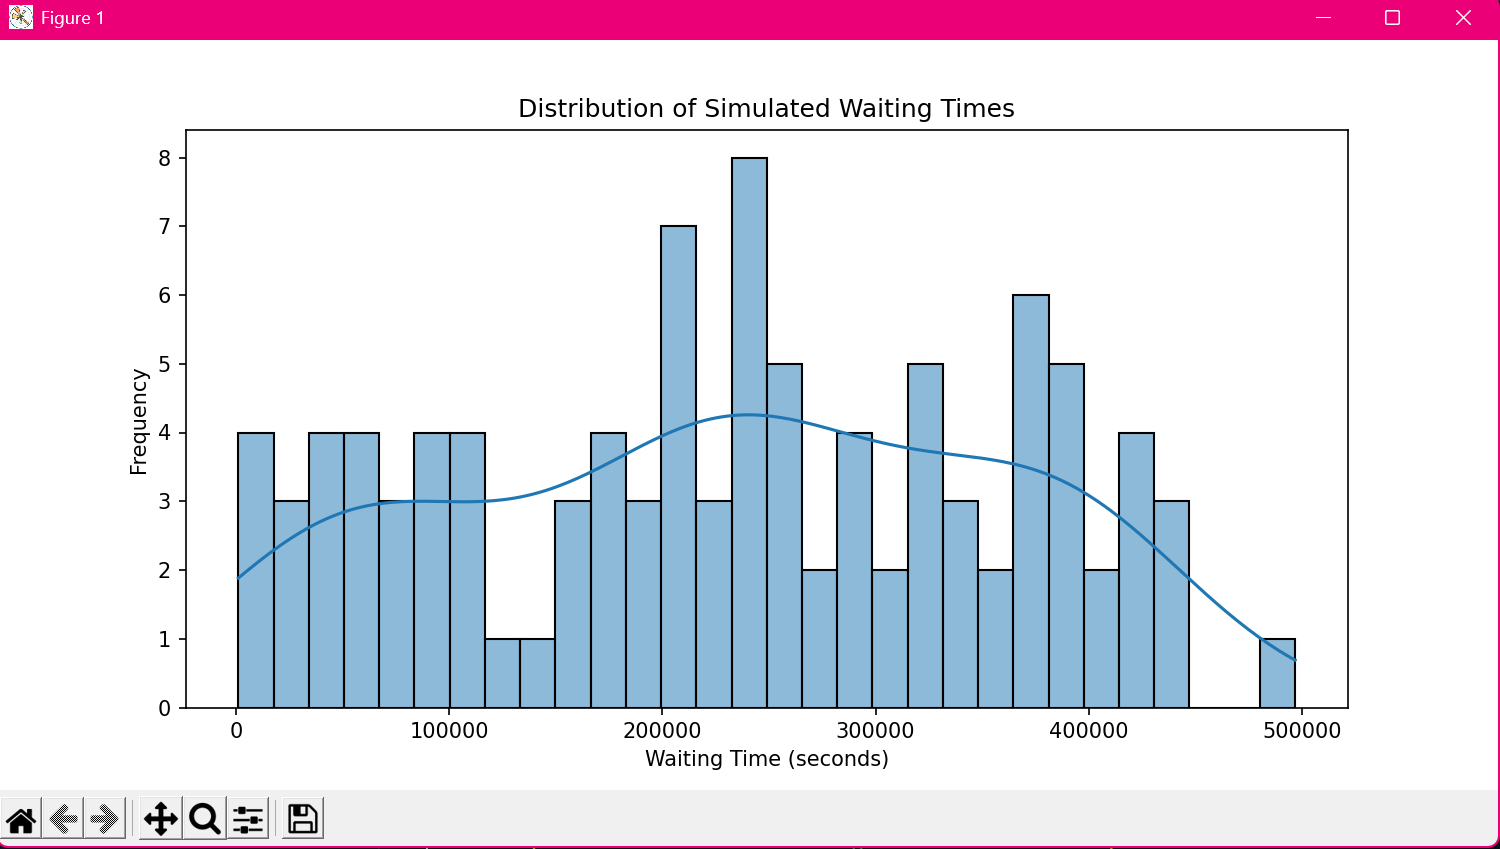 Figure 1
Distribution of Simulated Waiting Times
8
7
6
5
4
3
2
1
0
Frequency
0 100000 200000 300000 400000 500000
Waiting Time (seconds)